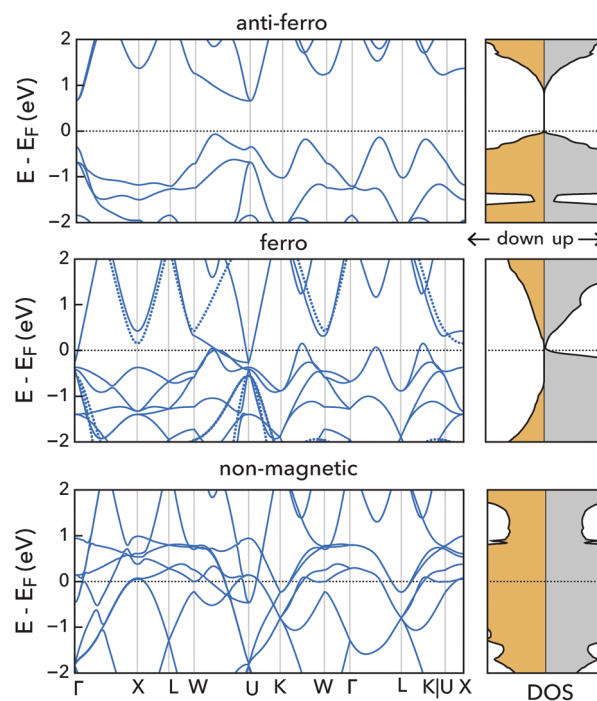 anti-ferro
2
1
0
−1
−2
E - E_F (eV)
← down up →
ferro
2
1
0
−1
−2
E - E_F (eV)
non-magnetic
2
1
0
−1
−2
E - E_F (eV)
Γ X L W U K W Γ L K|U X
DOS